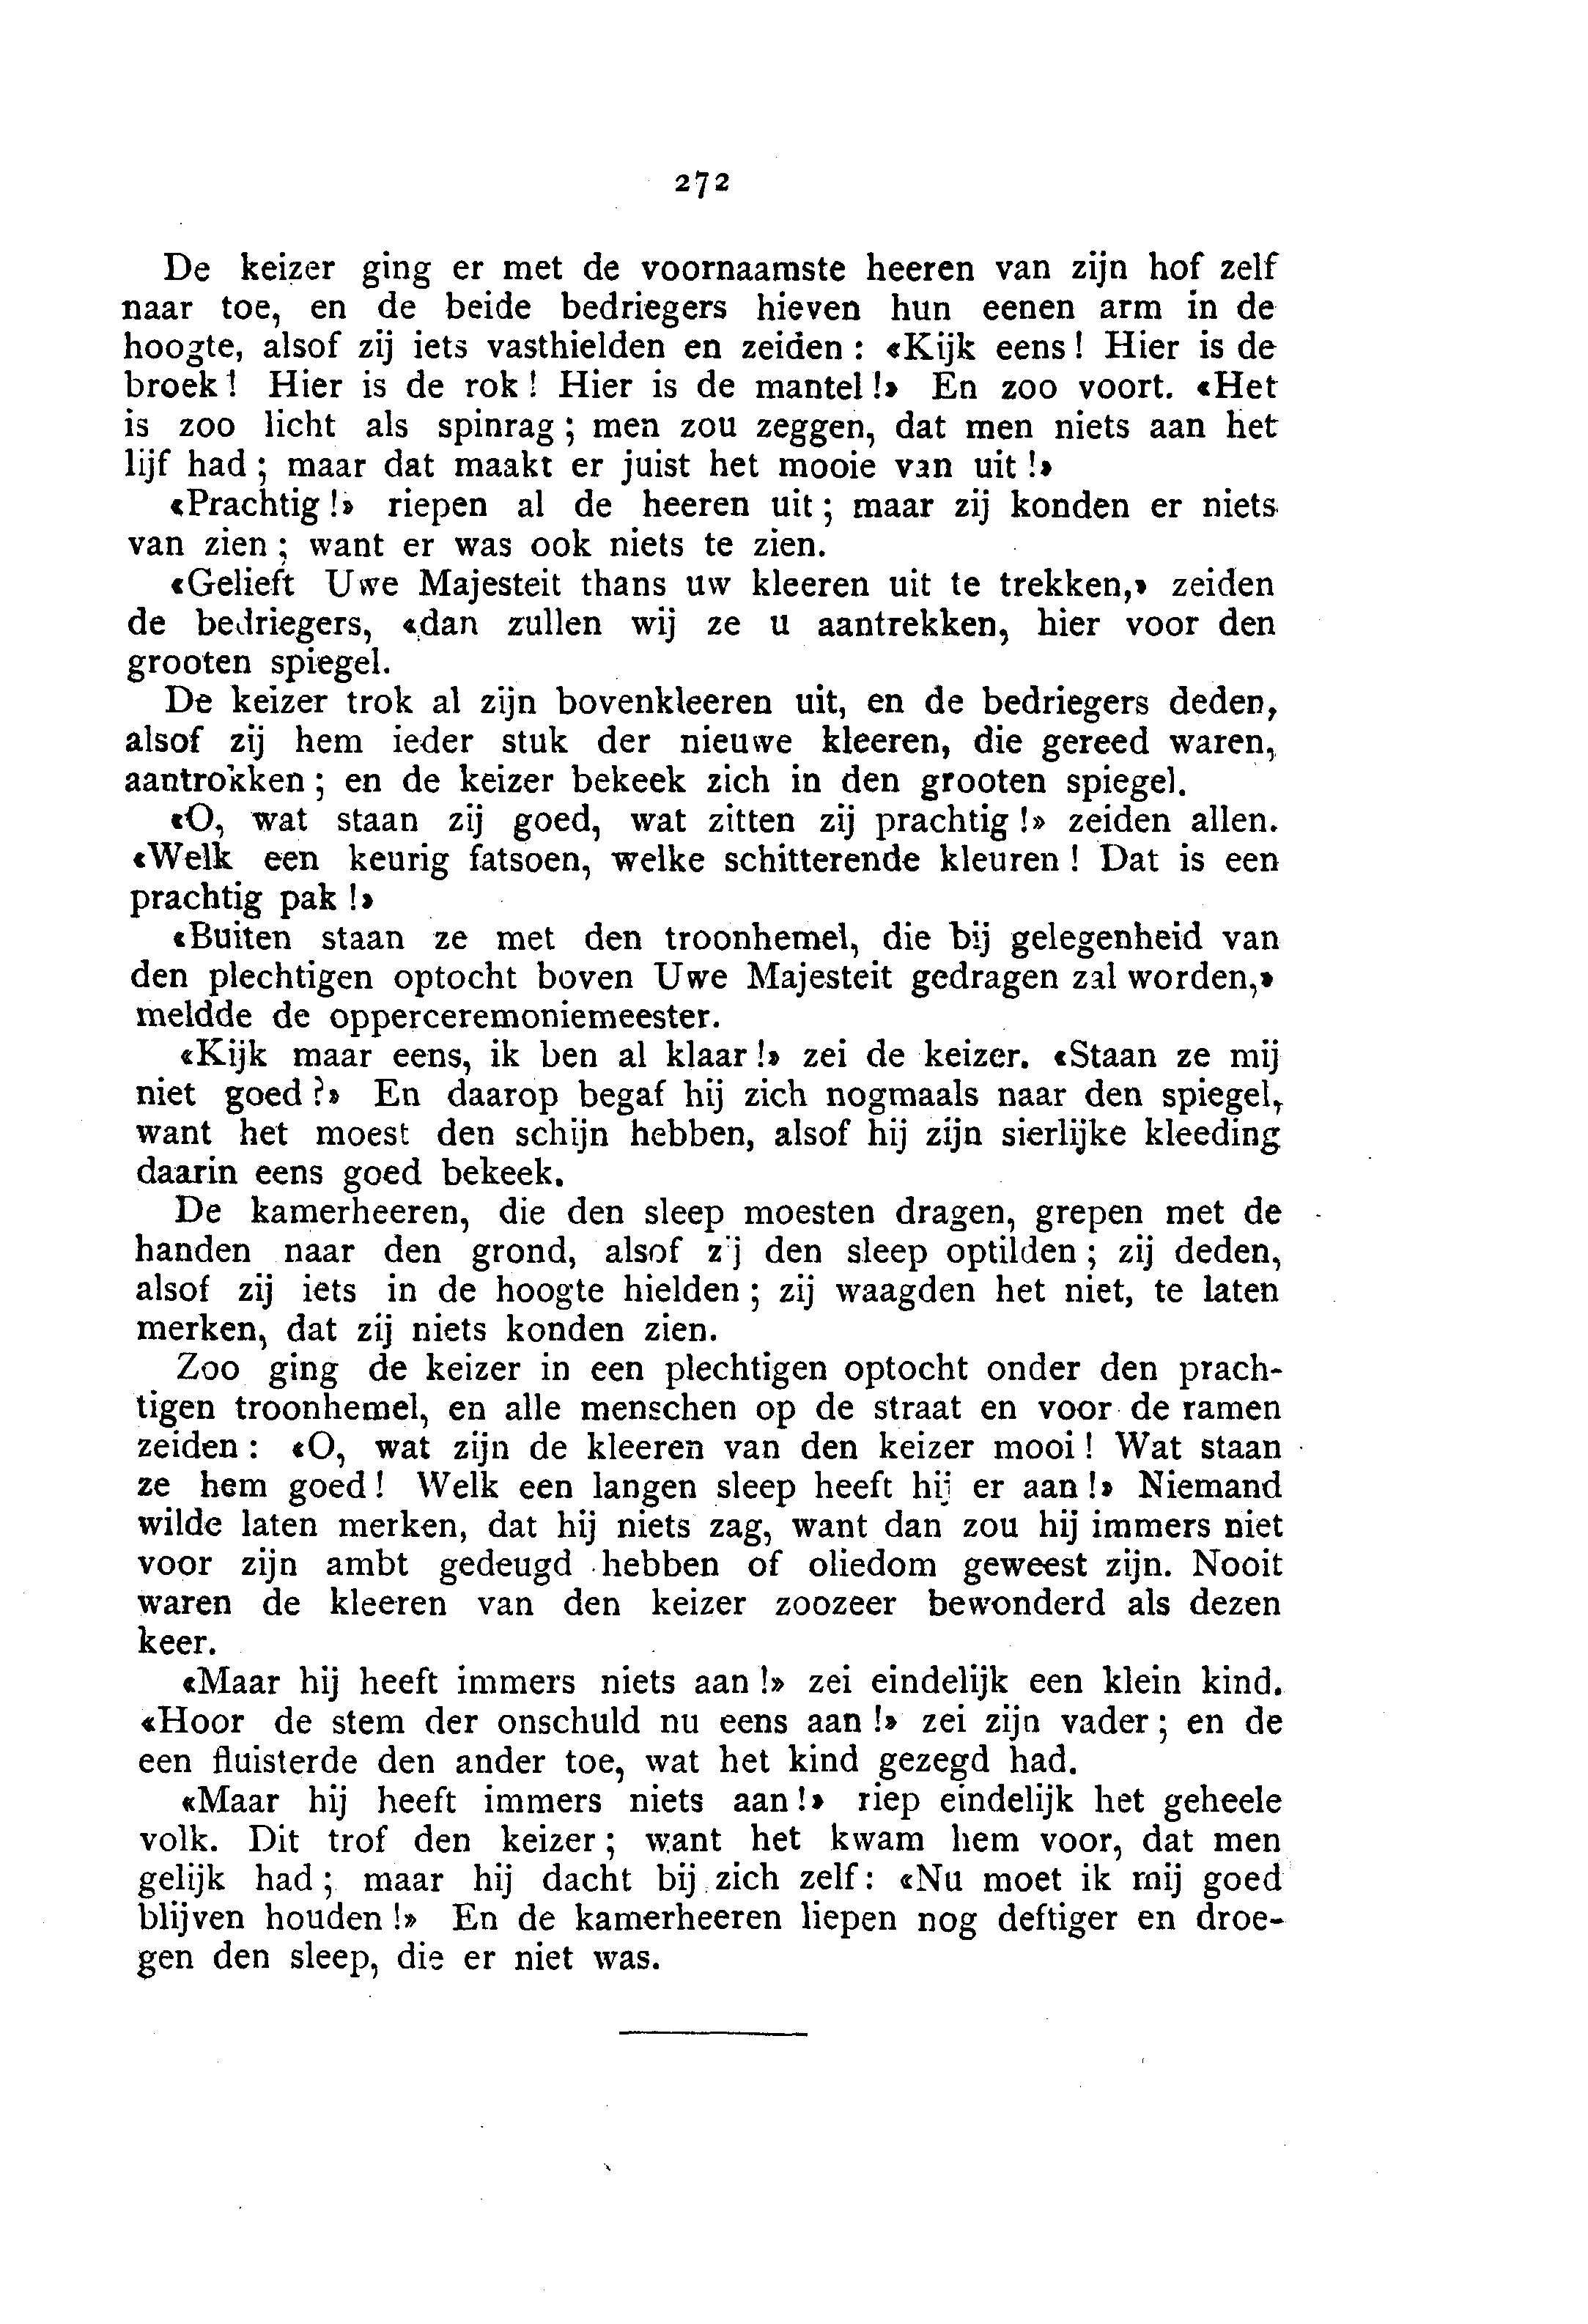 272
De keizer ging er met de voornaamste heeren van zijn hof zelf
naar toe, en de beide bedriegers hieven hun eenen arm in de
hoogte, alsof zij iets vasthielden en zeiden : «Kijk eens! Hier is de
broek! Hier is de rok! Hier is de mantel!» En zoo voort. «Het
is zoo licht als spinrag; men zou zeggen, dat men niets aan het
lijf had; maar dat maakt er juist het mooie van uit!»
«Prachtig!» riepen al de heeren uit; maar zij konden er niets
van zien; want er was ook niets te zien.
«Gelieft Uwe Majesteit thans uw kleeren uit te trekken,» zeiden
de bedriegers, «dan zullen wij ze u aantrekken, hier voor den
grooten spiegel.
De keizer trok al zijn bovenkleeren uit, en de bedriegers deden,
alsof zij hem ieder stuk der nieuwe kleeren, die gereed waren,
aantrokken; en de keizer bekeek zich in den grooten spiegel.
«O, wat staan zij goed, wat zitten zij prachtig!» zeiden allen.
«Welk een keurig fatsoen, welke schitterende kleuren! Dat is een
prachtig pak!»
«Buiten staan ze met den troonhemel, die bij gelegenheid van
den plechtigen optocht boven Uwe Majesteit gedragen zal worden,»
meldde de opperceremoniemeester.
«Kijk maar eens, ik ben al klaar!» zei de keizer. «Staan ze mij
niet goed?» En daarop begaf hij zich nogmaals naar den spiegel,
want het moest den schijn hebben, alsof hij zijn sierlijke kleeding
daarin eens goed bekeek.
De kamerheeren, die den sleep moesten dragen, grepen met de
handen naar den grond, alsof zij den sleep optilden; zij deden,
alsof zij iets in de hoogte hielden; zij waagden het niet, te laten
merken, dat zij niets konden zien.
Zoo ging de keizer in een plechtigen optocht onder den prach-
tigen troonhemel, en alle menschen op de straat en voor de ramen
zeiden : «O, wat zijn de kleeren van den keizer mooi! Wat staan
ze hem goed! Welk een langen sleep heeft hij er aan!» Niemand
wilde laten merken, dat hij niets zag, want dan zou hij immers niet
voor zijn ambt gedeugd hebben of oliedom geweest zijn. Nooit
waren de kleeren van den keizer zoozeer bewonderd als dezen
keer.
«Maar hij heeft immers niets aan!» zei eindelijk een klein kind.
«Hoor de stem der onschuld nu eens aan!» zei zijn vader; en de
een fluisterde den ander toe, wat het kind gezegd had.
«Maar hij heeft immers niets aan!» riep eindelijk het geheele
volk. Dit trof den keizer; want het kwam hem voor, dat men
gelijk had; maar hij dacht bij zich zelf: «Nu moet ik mij goed
blijven houden!» En de kamerheeren liepen nog deftiger en droe-
gen den sleep, die er niet was.